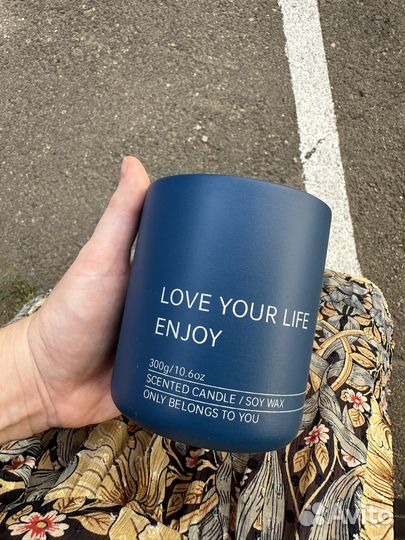 LOVE YOUR LIFE
ENJOY
300g/10.6oz
SCENTED CANDLE / SOY WAX
ONLY BELONGS TO YOU
Avito